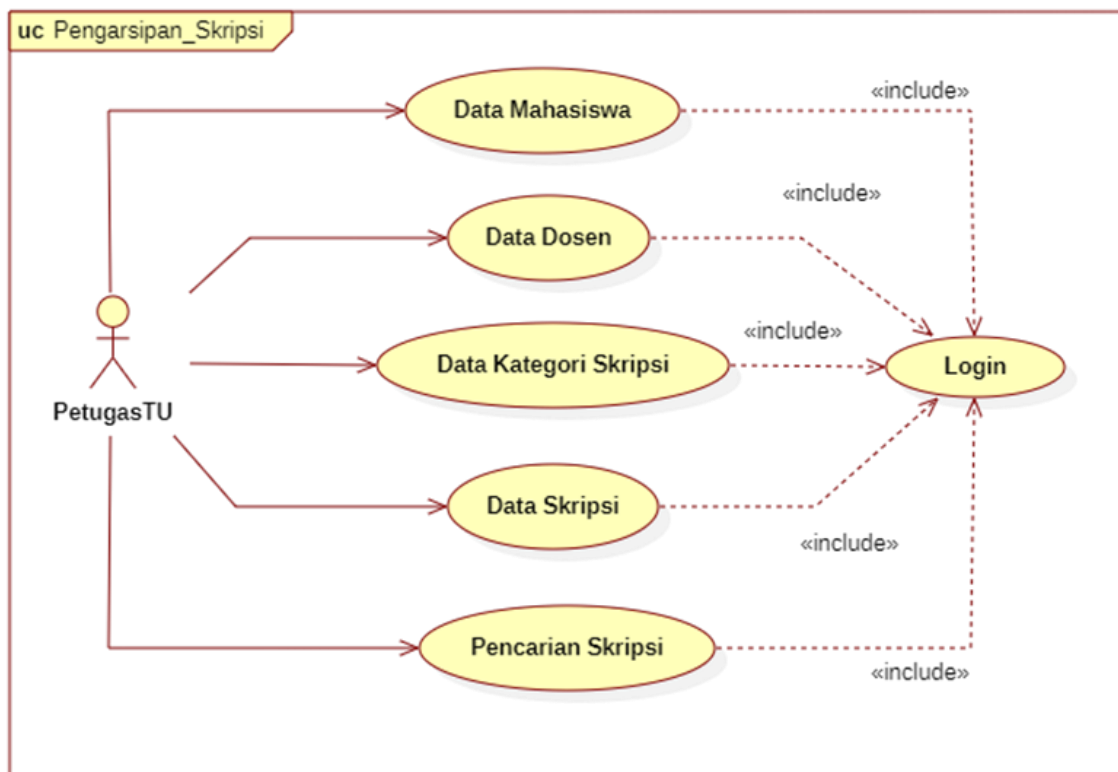 uc Pengarsipan_Skripsi
Data Mahasiswa
«include»
Data Dosen
«include»
Data Kategori Skripsi
«include»
Login
PetugasTU
Data Skripsi
«include»
Pencarian Skripsi
«include»